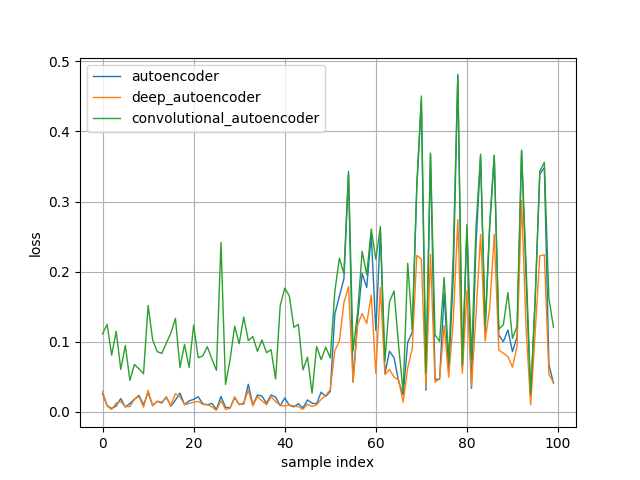 0.5
0.4
0.3
0.2
0.1
0.0
loss
autoencoder
deep_autoencoder
convolutional_autoencoder
0 20 40 60 80 100
sample index